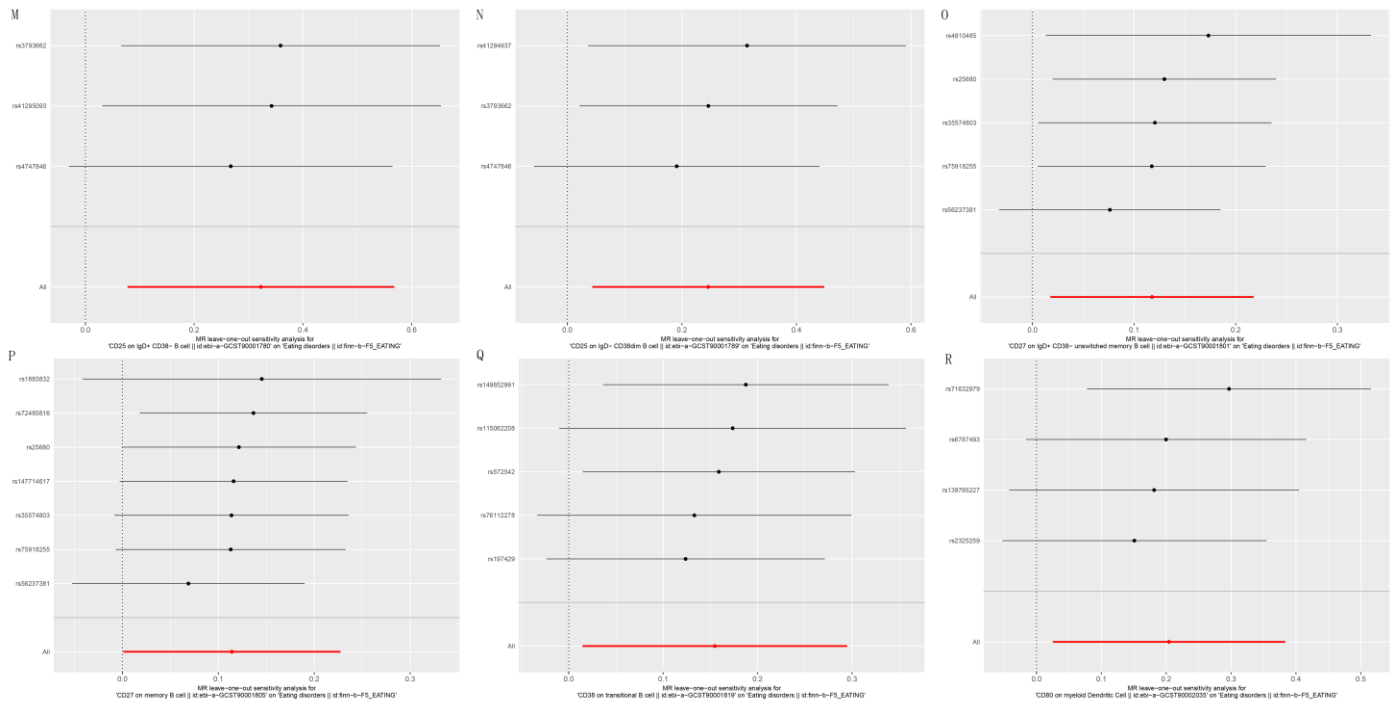 M
rs3793662
rs41295093
rs4747846
All
0.0 0.2 0.4 0.6
MR leave-one-out sensitivity analysis for
'CD25 on IgD+ CD38- B cell || id:ebi-a-GCST90001780' on 'Eating disorders || id:finn-b-F5_EATING'
N
rs41294937
rs3793662
rs4747846
All
0.0 0.2 0.4 0.6
MR leave-one-out sensitivity analysis for
'CD25 on IgD- CD38dim B cell || id:ebi-a-GCST90001789' on 'Eating disorders || id:finn-b-F5_EATING'
O
rs4810485
rs25680
rs35574803
rs75918255
rs56237381
All
0.0 0.1 0.2 0.3
MR leave-one-out sensitivity analysis for
'CD27 on IgD+ CD38- unswitched memory B cell || id:ebi-a-GCST90001801' on 'Eating disorders || id:finn-b-F5_EATING'
P
rs1883832
rs72485816
rs25680
rs147714617
rs35574803
rs75918255
rs56237381
All
0.0 0.1 0.2 0.3
MR leave-one-out sensitivity analysis for
'CD27 on memory B cell || id:ebi-a-GCST90001805' on 'Eating disorders || id:finn-b-F5_EATING'
Q
rs149852991
rs115062208
rs572542
rs76112278
rs197429
All
0.0 0.1 0.2 0.3
MR leave-one-out sensitivity analysis for
'CD38 on transitional B cell || id:ebi-a-GCST90001819' on 'Eating disorders || id:finn-b-F5_EATING'
R
rs71632979
rs6787493
rs139795227
rs2325259
All
0.0 0.1 0.2 0.3 0.4 0.5
MR leave-one-out sensitivity analysis for
'CD80 on myeloid Dendritic Cell || id:ebi-a-GCST90002035' on 'Eating disorders || id:finn-b-F5_EATING'